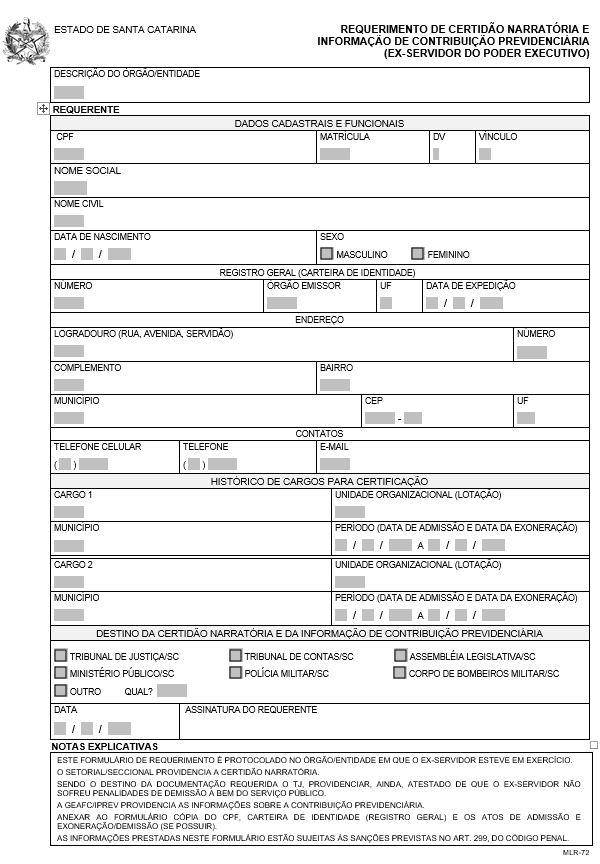 ESTADO DE SANTA CATARINA
REQUERIMENTO DE CERTIDÃO NARRATÓRIA E
INFORMAÇÃO DE CONTRIBUIÇÃO PREVIDENCIÁRIA
(EX-SERVIDOR DO PODER EXECUTIVO)
DESCRIÇÃO DO ÓRGÃO/ENTIDADE
REQUERENTE
DADOS CADASTRAIS E FUNCIONAIS
CPF MATRÍCULA DV VÍNCULO
NOME SOCIAL
NOME CIVIL
DATA DE NASCIMENTO SEXO
/ / MASCULINO FEMININO
REGISTRO GERAL (CARTEIRA DE IDENTIDADE)
NÚMERO ÓRGÃO EMISSOR UF DATA DE EXPEDIÇÃO
/ /
ENDEREÇO
LOGRADOURO (RUA, AVENIDA, SERVIDÃO) NÚMERO
COMPLEMENTO BAIRRO
MUNICÍPIO CEP UF
-
CONTATOS
TELEFONE CELULAR TELEFONE E-MAIL
( ) ( )
HISTÓRICO DE CARGOS PARA CERTIFICAÇÃO
CARGO 1 UNIDADE ORGANIZACIONAL (LOTAÇÃO)
MUNICÍPIO PERÍODO (DATA DE ADMISSÃO E DATA DA EXONERAÇÃO)
/ / A / /
CARGO 2 UNIDADE ORGANIZACIONAL (LOTAÇÃO)
MUNICÍPIO PERÍODO (DATA DE ADMISSÃO E DATA DA EXONERAÇÃO)
/ / A / /
DESTINO DA CERTIDÃO NARRATÓRIA E DA INFORMAÇÃO DE CONTRIBUIÇÃO PREVIDENCIÁRIA
TRIBUNAL DE JUSTIÇA/SC TRIBUNAL DE CONTAS/SC ASSEMBLÉIA LEGISLATIVA/SC
MINISTÉRIO PÚBLICO/SC POLÍCIA MILITAR/SC CORPO DE BOMBEIROS MILITAR/SC
OUTRO QUAL?
DATA ASSINATURA DO REQUERENTE
/ /
NOTAS EXPLICATIVAS
ESTE FORMULÁRIO DE REQUERIMENTO É PROTOCOLADO NO ÓRGÃO/ENTIDADE EM QUE O EX-SERVIDOR ESTEVE EM EXERCÍCIO.
O SETORIAL/SECCIONAL PROVIDENCIA A CERTIDÃO NARRATÓRIA.
SENDO O DESTINO DA DOCUMENTAÇÃO REQUERIDA O TJ, PROVIDENCIAR, AINDA, ATESTADO DE QUE O EX-SERVIDOR NÃO
SOFREU PENALIDADES DE DEMISSÃO A BEM DO SERVIÇO PÚBLICO.
A GEAFC/IPREV PROVIDENCIA AS INFORMAÇÕES SOBRE A CONTRIBUIÇÃO PREVIDENCIÁRIA.
ANEXAR AO FORMULÁRIO CÓPIA DO CPF, CARTEIRA DE IDENTIDADE (REGISTRO GERAL) E OS ATOS DE ADMISSÃO E
EXONERAÇÃO/DEMISSÃO (SE POSSUIR).
AS INFORMAÇÕES PRESTADAS NESTE FORMULÁRIO ESTÃO SUJEITAS ÀS SANÇÕES PREVISTAS NO ART. 299, DO CÓDIGO PENAL.
MLR-72